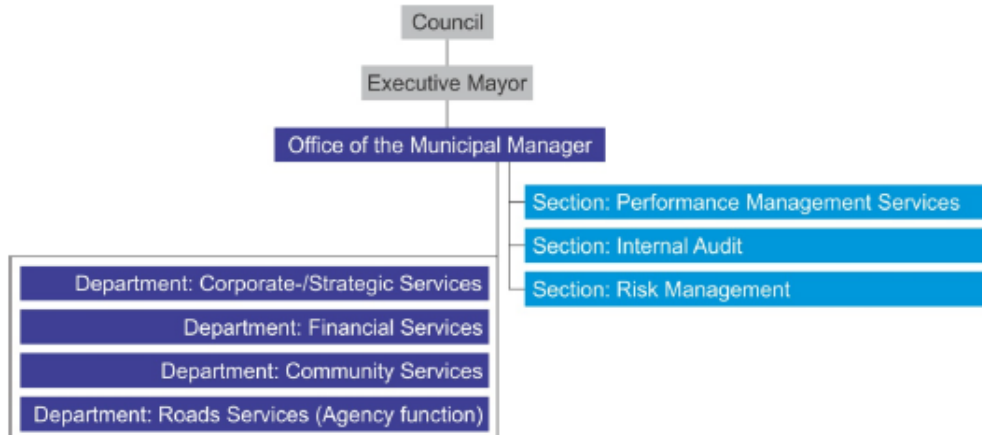 Council
Executive Mayor
Office of the Municipal Manager
Section: Performance Management Services
Section: Internal Audit
Section: Risk Management
Department: Corporate-/Strategic Services
Department: Financial Services
Department: Community Services
Department: Roads Services (Agency function)